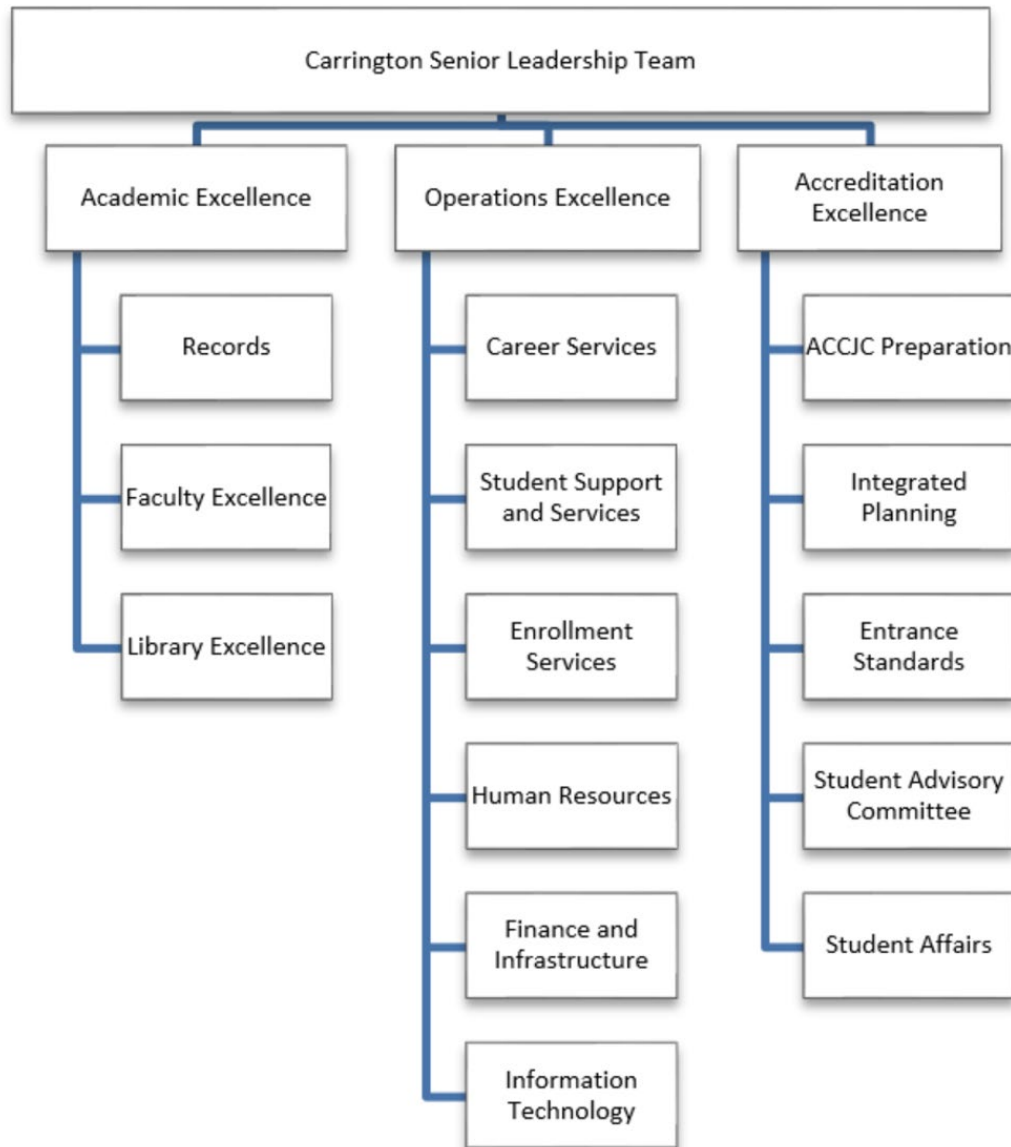 Carrington Senior Leadership Team
Academic Excellence
Records
Faculty Excellence
Library Excellence
Operations Excellence
Career Services
Student Support
and Services
Enrollment
Services
Human Resources
Finance and
Infrastructure
Information
Technology
Accreditation
Excellence
ACCJC Preparation
Integrated
Planning
Entrance
Standards
Student Advisory
Committee
Student Affairs